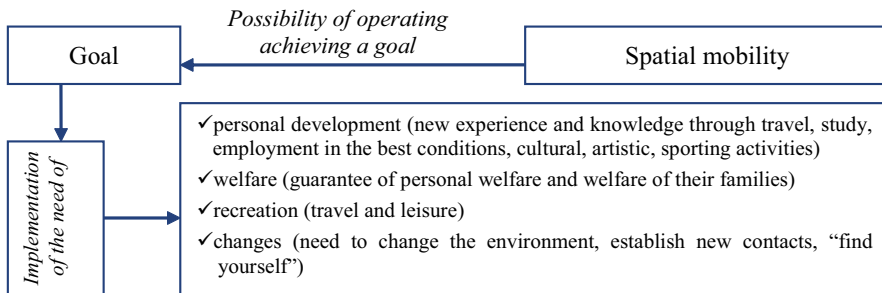 Possibility of operating
achieving a goal
Goal
Spatial mobility
Implementation
of the need of
✓personal development (new experience and knowledge through travel, study,
employment in the best conditions, cultural, artistic, sporting activities)
✓welfare (guarantee of personal welfare and welfare of their families)
✓recreation (travel and leisure)
✓changes (need to change the environment, establish new contacts, “find
yourself”)